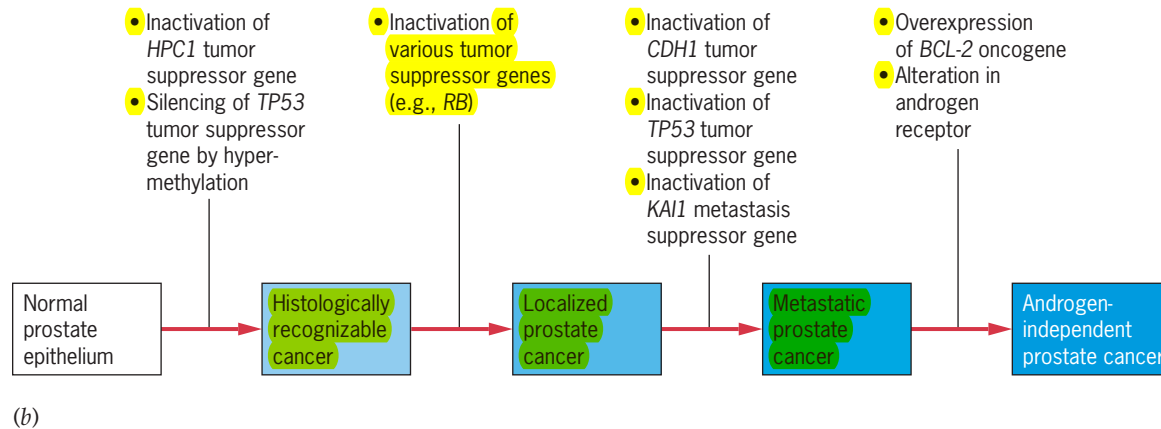 • Inactivation of
HPC1 tumor
suppressor gene
• Silencing of TP53
tumor suppressor
gene by hyper-
methylation
• Inactivation of
various tumor
suppressor genes
(e.g., RB)
• Inactivation of
CDH1 tumor
suppressor gene
• Inactivation of
TP53 tumor
suppressor gene
• Inactivation of
KAI1 metastasis
suppressor gene
• Overexpression
of BCL-2 oncogene
• Alteration in
androgen
receptor
Normal
prostate
epithelium
Histologically
recognizable
cancer
Localized
prostate
cancer
Metastatic
prostate
cancer
Androgen-
independent
prostate cancer
(b)